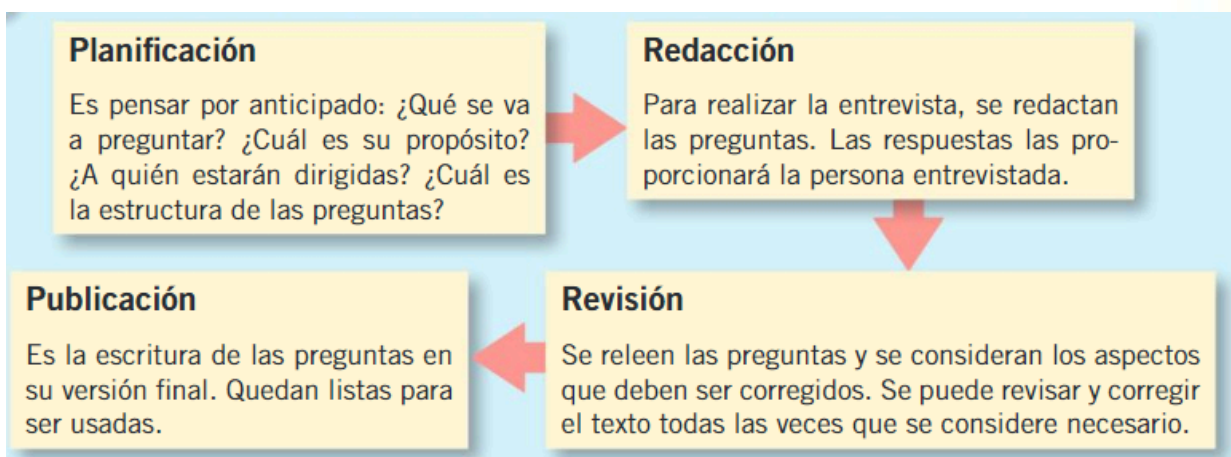 Planificación
Es pensar por anticipado: ¿Qué se va
a preguntar? ¿Cuál es su propósito?
¿A quién estarán dirigidas? ¿Cuál es
la estructura de las preguntas?
Redacción
Para realizar la entrevista, se redactan
las preguntas. Las respuestas las pro-
porcionará la persona entrevistada.
Revisión
Se releen las preguntas y se consideran los aspectos
que deben ser corregidos. Se puede revisar y corregir
el texto todas las veces que se considere necesario.
Publicación
Es la escritura de las preguntas en
su versión final. Quedan listas para
ser usadas.